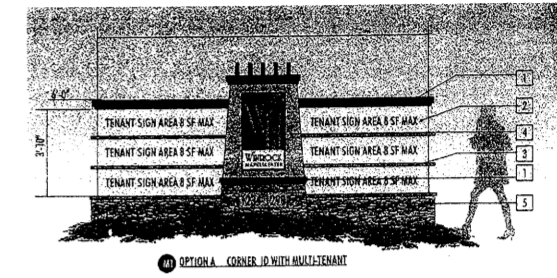 1
6'-0"
TENANT SIGN AREA 8 SF MAX
TENANT SIGN AREA 8 SF MAX
2
4
3'-10"
TENANT SIGN AREA 8 SF MAX
TENANT SIGN AREA 8 SF MAX
3
WINROCK
1
TENANT SIGN AREA 8 SF MAX
TENANT SIGN AREA 8 SF MAX
5
OPTION A CORNER ID WITH MULTI-TENANT